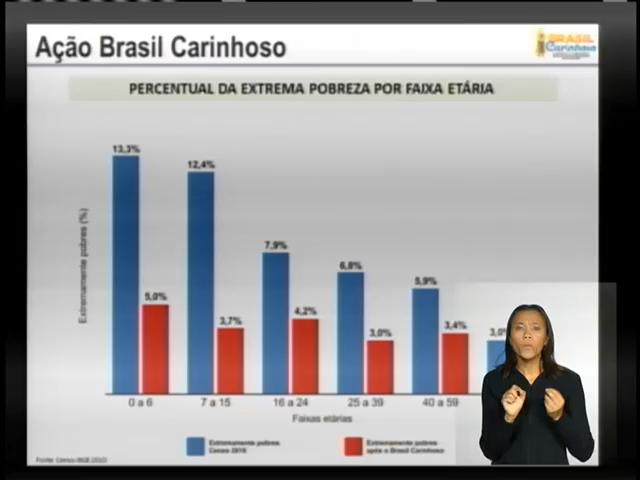 Ação Brasil Carinhoso
BRASIL
Carinhoso
PERCENTUAL DA EXTREMA POBREZA POR FAIXA ETÁRIA
Extremamente pobres (%)
13,3%
5,0%
12,4%
3,7%
7,9%
4,2%
6,8%
3,0%
5,9%
3,4%
3,0%
0 a 6
7 a 15
16 a 24
25 a 39
40 a 59
Faixas etárias
Extremamente pobres
Censo 2010
Extremamente pobres
após o Brasil Carinhoso
Fonte: Censo IBGE 2010